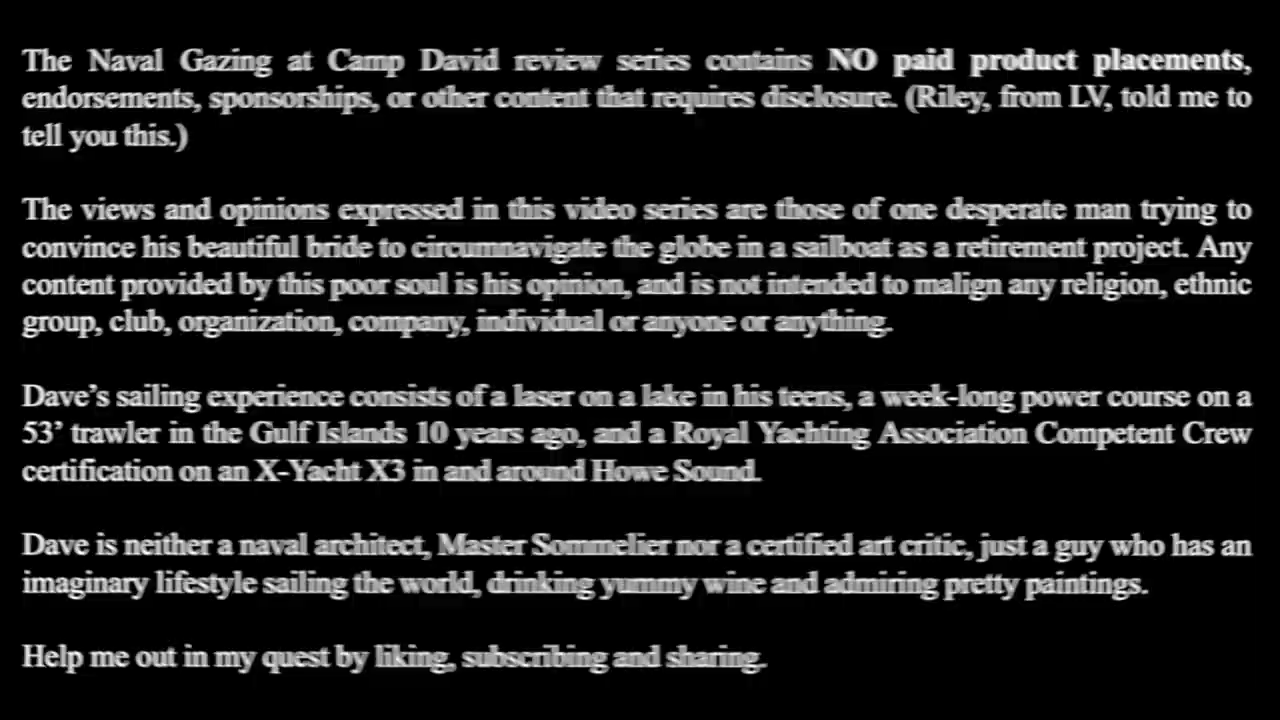 The Naval Gazing at Camp David review series contains NO paid product placements,
endorsements, sponsorships, or other content that requires disclosure. (Riley, from LV, told me to
tell you this.)
The views and opinions expressed in this video series are those of one desperate man trying to
convince his beautiful bride to circumnavigate the globe in a sailboat as a retirement project. Any
content provided by this poor soul is his opinion, and is not intended to malign any religion, ethnic
group, club, organization, company, individual or anyone or anything.
Dave’s sailing experience consists of a laser on a lake in his teens, a week-long power course on a
53’ trawler in the Gulf Islands 10 years ago, and a Royal Yachting Association Competent Crew
certification on an X-Yacht X3 in and around Howe Sound.
Dave is neither a naval architect, Master Sommelier nor a certified art critic, just a guy who has an
imaginary lifestyle sailing the world, drinking yummy wine and admiring pretty paintings.
Help me out in my quest by liking, subscribing and sharing.